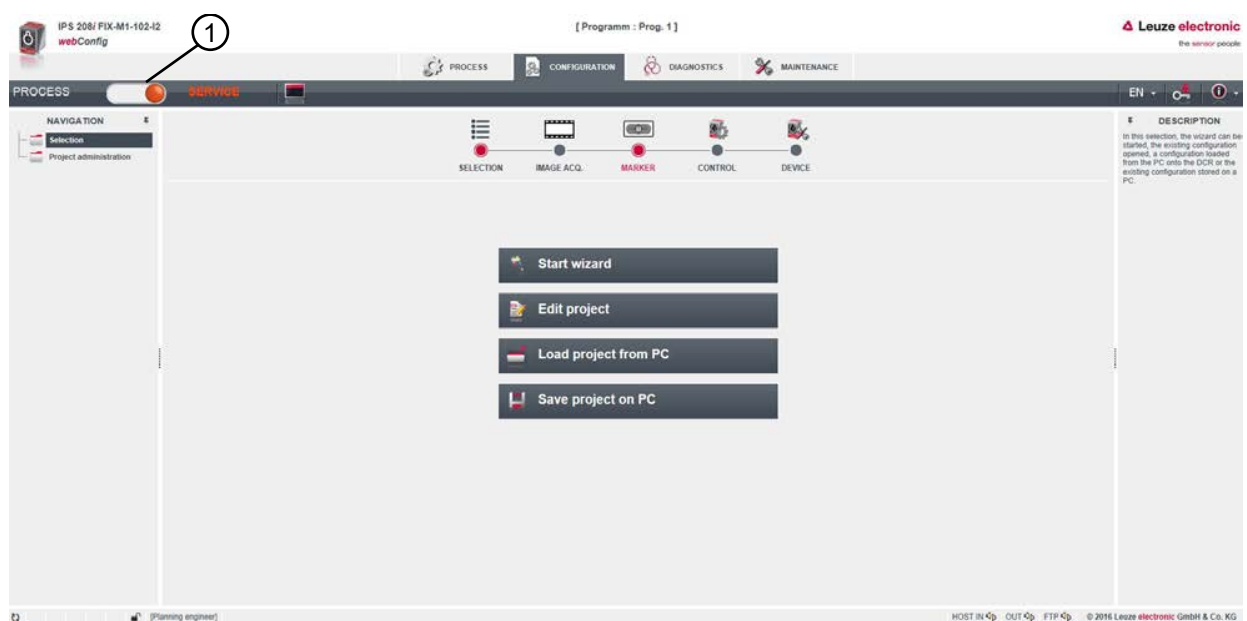 IPS 208i/ FIX-M1-102-I2
webConfig
1
[ Programm : Prog. 1 ]
Leuze electronic
the sensor people
PROCESS
CONFIGURATION
DIAGNOSTICS
MAINTENANCE
PROCESS
SERVICE
EN
NAVIGATION
Selection
Project administration
SELECTION
IMAGE ACQ.
MARKER
CONTROL
DEVICE
DESCRIPTION
In this selection, the wizard can be
started, the existing configuration
opened, a configuration loaded
from the PC onto the DCR or the
existing configuration stored on a
PC.
Start wizard
Edit project
Load project from PC
Save project on PC
[Planning engineer]
HOST IN OUT FTP © 2016 Leuze electronic GmbH & Co. KG